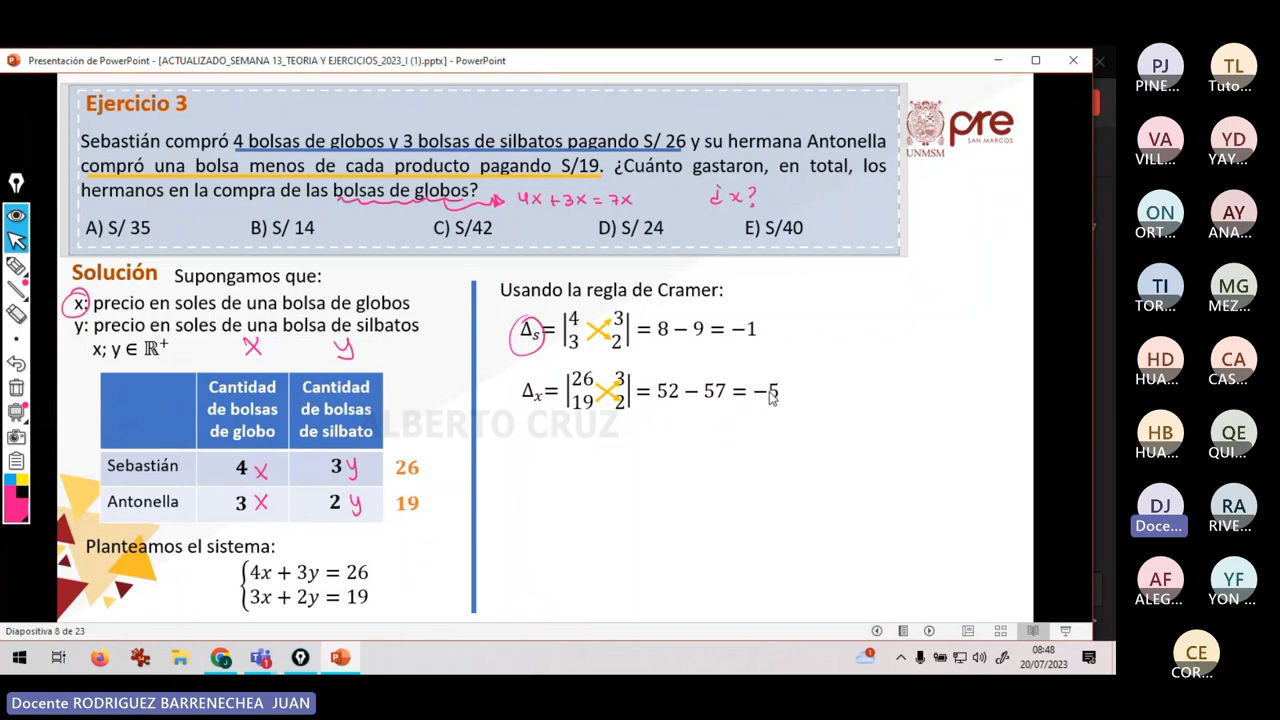 Presentación de PowerPoint - [ACTUALIZADO_SEMANA 13_TEORIA Y EJERCICIOS_2023_I (1).pptx] - PowerPoint
Ejercicio 3
Sebastián compró 4 bolsas de globos y 3 bolsas de silbatos pagando S/ 26 y su hermana Antonella
compró una bolsa menos de cada producto pagando S/19. ¿Cuánto gastaron, en total, los
hermanos en la compra de las bolsas de globos?
4x + 3x = 7x
¿x?
A) S/ 35 B) S/ 14 C) S/42 D) S/ 24 E) S/40
UNMSM
pre
SAN MARCOS
Solución Supongamos que:
x: precio en soles de una bolsa de globos
y: precio en soles de una bolsa de silbatos
x; y ∈ ℝ⁺
x y
Cantidad de bolsas de globo
Cantidad de bolsas de silbato
Sebastián 4 x 3 y 26
Antonella 3 x 2 y 19
Planteamos el sistema:
{4x + 3y = 26
3x + 2y = 19
Usando la regla de Cramer:
Δs = |4 3
3 2| = 8 − 9 = −1
Δx = |26 3
19 2| = 52 − 57 = −5
ALBERTO CRUZ
Diapositiva 8 de 23
08:48
20/07/2023
PJ
PINE...
TL
Tuto...
VA
VILL...
YD
YAY...
ON
ORT...
AY
ANA...
TI
TOR...
MG
MEZ...
HD
HUA...
CA
CAS...
HB
HUA...
QE
QUI...
DJ
Doce...
RA
RIVE...
AF
ALEG...
YF
YON ...
CE
COR...
Docente RODRIGUEZ BARRENECHEA JUAN